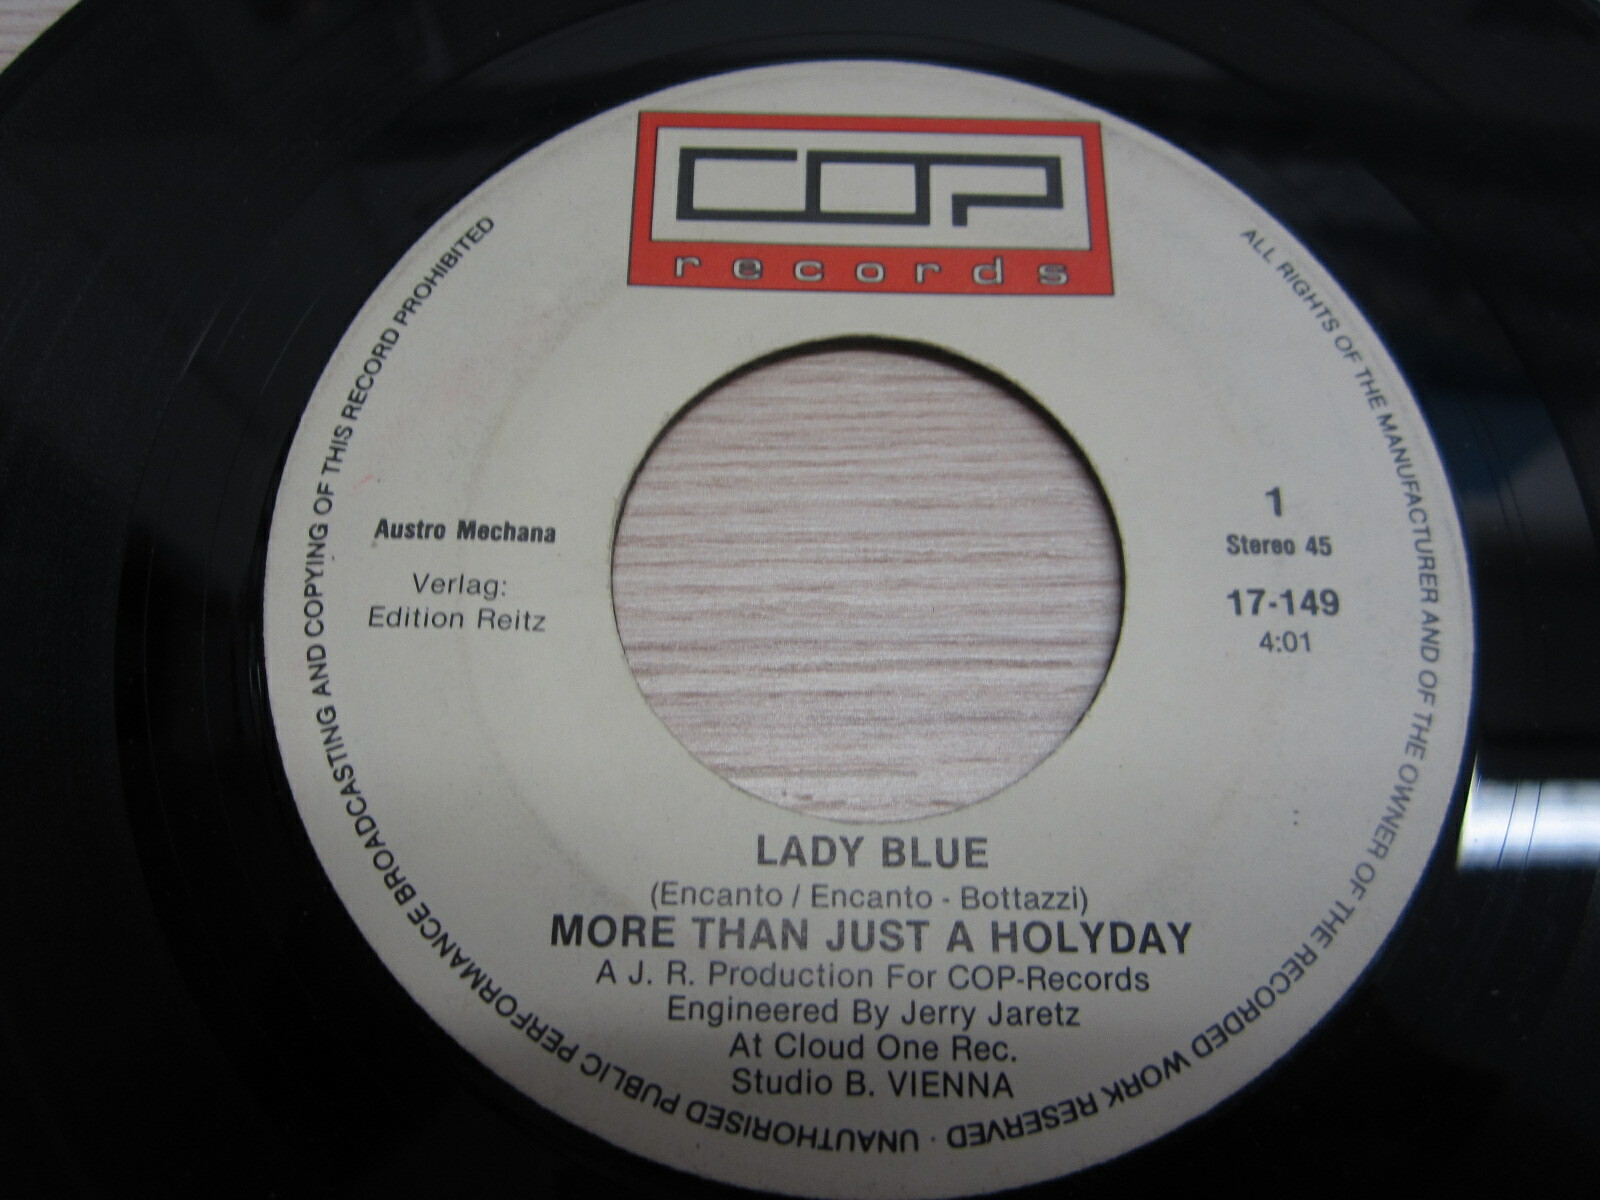 COP
records
Austro Mechana
Verlag:
Edition Reitz
1
Stereo 45
17-149
4:01
LADY BLUE
(Encanto / Encanto - Bottazzi)
MORE THAN JUST A HOLYDAY
A J. R. Production For COP-Records
Engineered By Jerry Jaretz
At Cloud One Rec.
Studio B. VIENNA
ALL RIGHTS OF THE MANUFACTURER AND OF THE OWNER OF THE RECORDED WORK RESERVED · UNAUTHORISED PUBLIC PERFORMANCE BROADCASTING AND COPYING OF THIS RECORD PROHIBITED